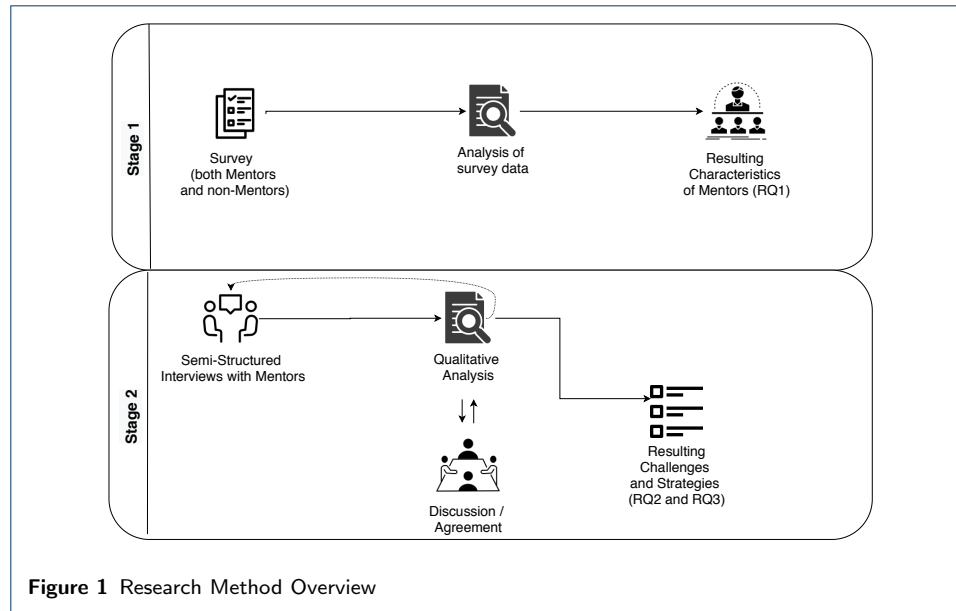 Stage 1
Survey
(both Mentors
and non-Mentors)
Analysis of
survey data
Resulting
Characteristics
of Mentors (RQ1)
Stage 2
Semi-Structured
Interviews with Mentors
Qualitative
Analysis
Discussion /
Agreement
Resulting
Challenges
and Strategies
(RQ2 and RQ3)
Figure 1 Research Method Overview